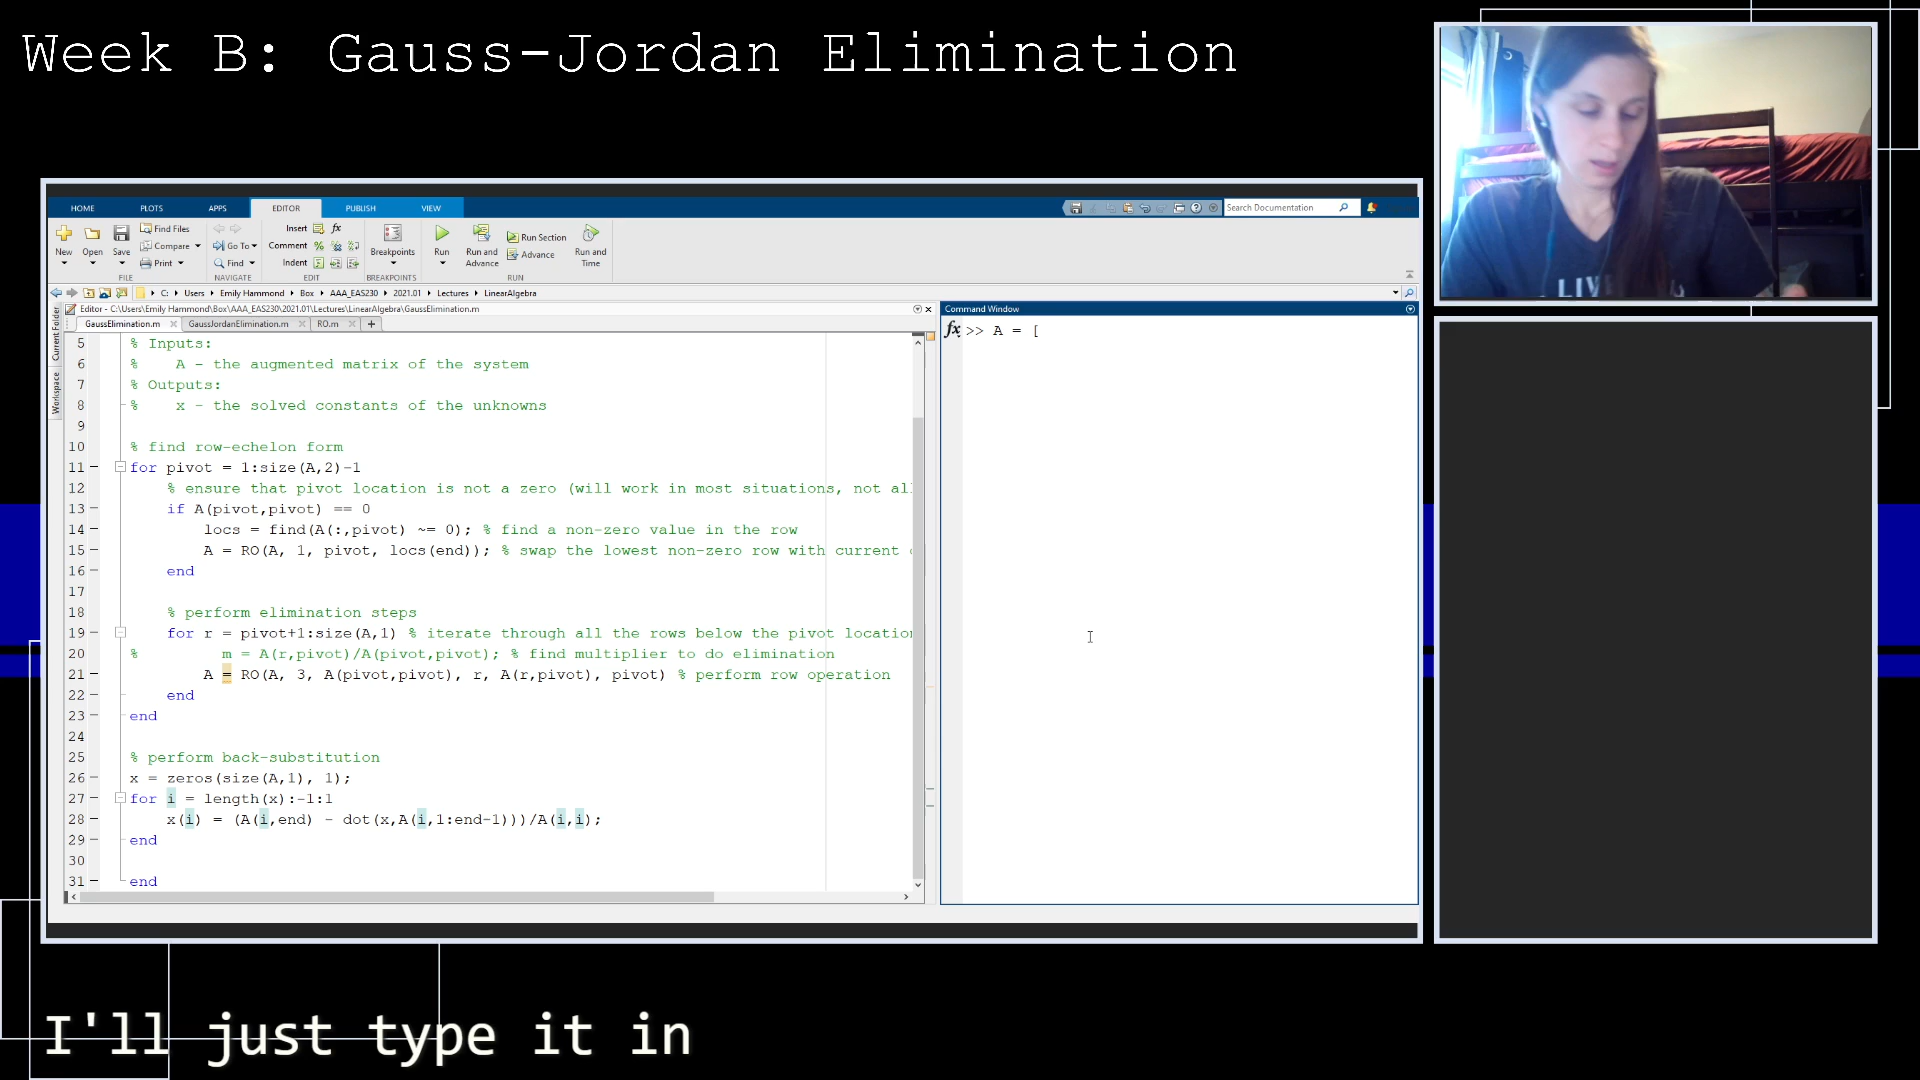 Week B: Gauss-Jordan Elimination
HOME PLOTS APPS EDITOR PUBLISH VIEW
Search Documentation
New Open Save Find Files Compare Print
FILE
Go To Find
NAVIGATE
Insert fx
Comment
Indent
EDIT
Breakpoints
BREAKPOINTS
Run Run and Advance Run Section Advance Run and Time
RUN
C: Users Emily Hammond Box AAA_EAS230 2021.01 Lectures LinearAlgebra
Current Folder
Workspace
Editor - C:\Users\Emily Hammond\Box\AAA_EAS230\2021.01\Lectures\LinearAlgebra\GaussElimination.m
GaussElimination.m GaussJordanElimination.m RO.m +
5 % Inputs:
6 % A - the augmented matrix of the system
7 % Outputs:
8 % x - the solved constants of the unknowns
9
10 % find row-echelon form
11 for pivot = 1:size(A,2)-1
12 % ensure that pivot location is not a zero (will work in most situations, not al
13 if A(pivot,pivot) == 0
14 locs = find(A(:,pivot) ~= 0); % find a non-zero value in the row
15 A = RO(A, 1, pivot, locs(end)); % swap the lowest non-zero row with current
16 end
17
18 % perform elimination steps
19 for r = pivot+1:size(A,1) % iterate through all the rows below the pivot locatio
20 % m = A(r,pivot)/A(pivot,pivot); % find multiplier to do elimination
21 A = RO(A, 3, A(pivot,pivot), r, A(r,pivot), pivot) % perform row operation
22 end
23 end
24
25 % perform back-substitution
26 x = zeros(size(A,1), 1);
27 for i = length(x):-1:1
28 x(i) = (A(i,end) - dot(x,A(i,1:end-1)))/A(i,i);
29 end
30
31 end
Command Window
fx >> A = [
I'll just type it in